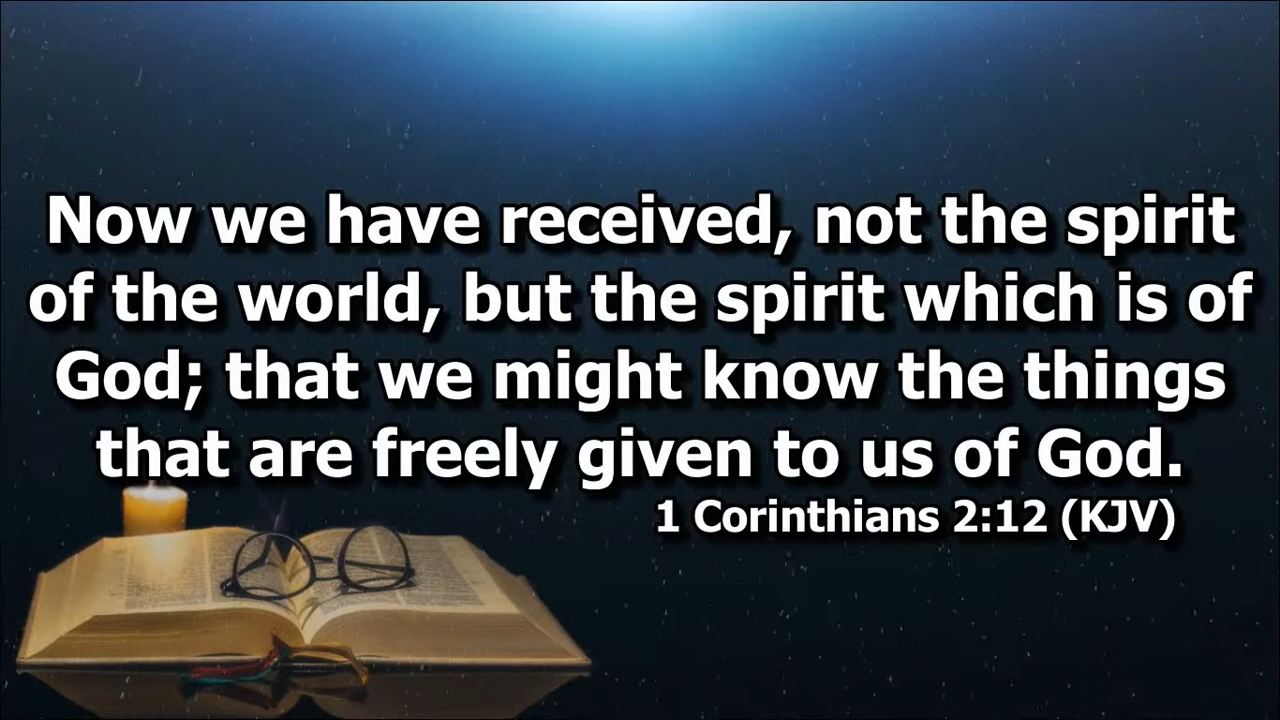 Now we have received, not the spirit
of the world, but the spirit which is of
God; that we might know the things
that are freely given to us of God.
1 Corinthians 2:12 (KJV)